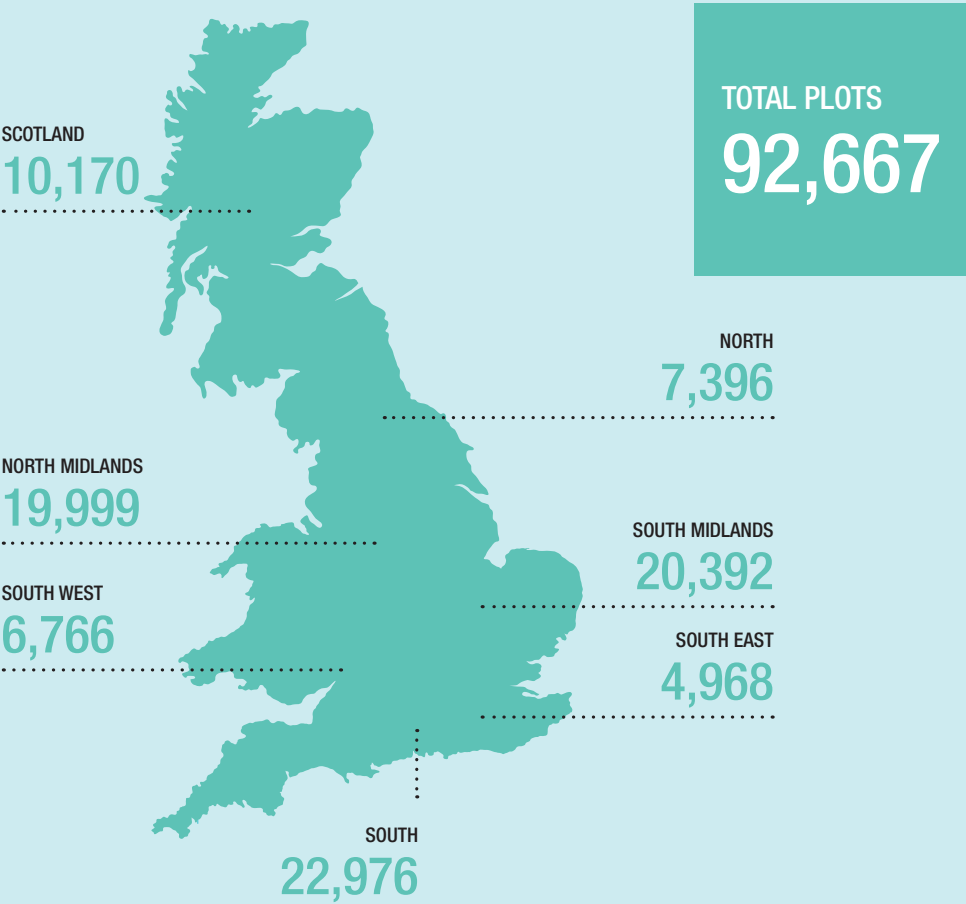 TOTAL PLOTS
92,667
SCOTLAND
10,170
NORTH
7,396
NORTH MIDLANDS
19,999
SOUTH MIDLANDS
20,392
SOUTH WEST
6,766
SOUTH EAST
4,968
SOUTH
22,976